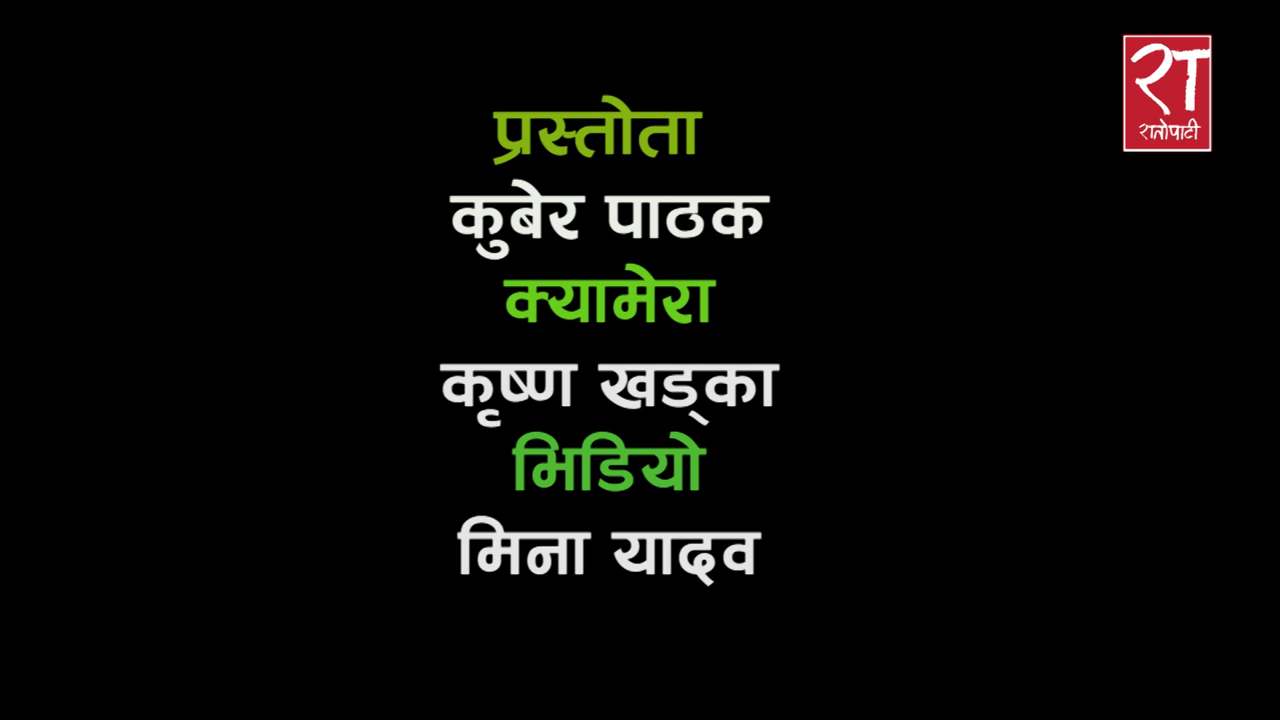 रा
रातोपाटी
प्रस्तोता
कुबेर पाठक
क्यामेरा
कृष्ण खड्का
भिडियो
मिना यादव